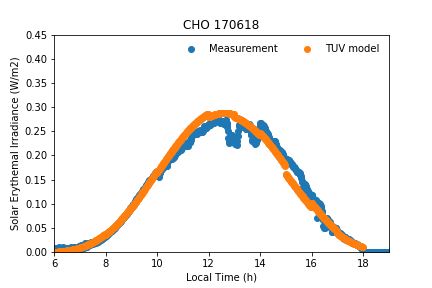 CHO 170618
Measurement TUV model
0.45
0.40
0.35
0.30
0.25
0.20
0.15
0.10
0.05
0.00
Solar Erythemal Irradiance (W/m2)
6 8 10 12 14 16 18
Local Time (h)